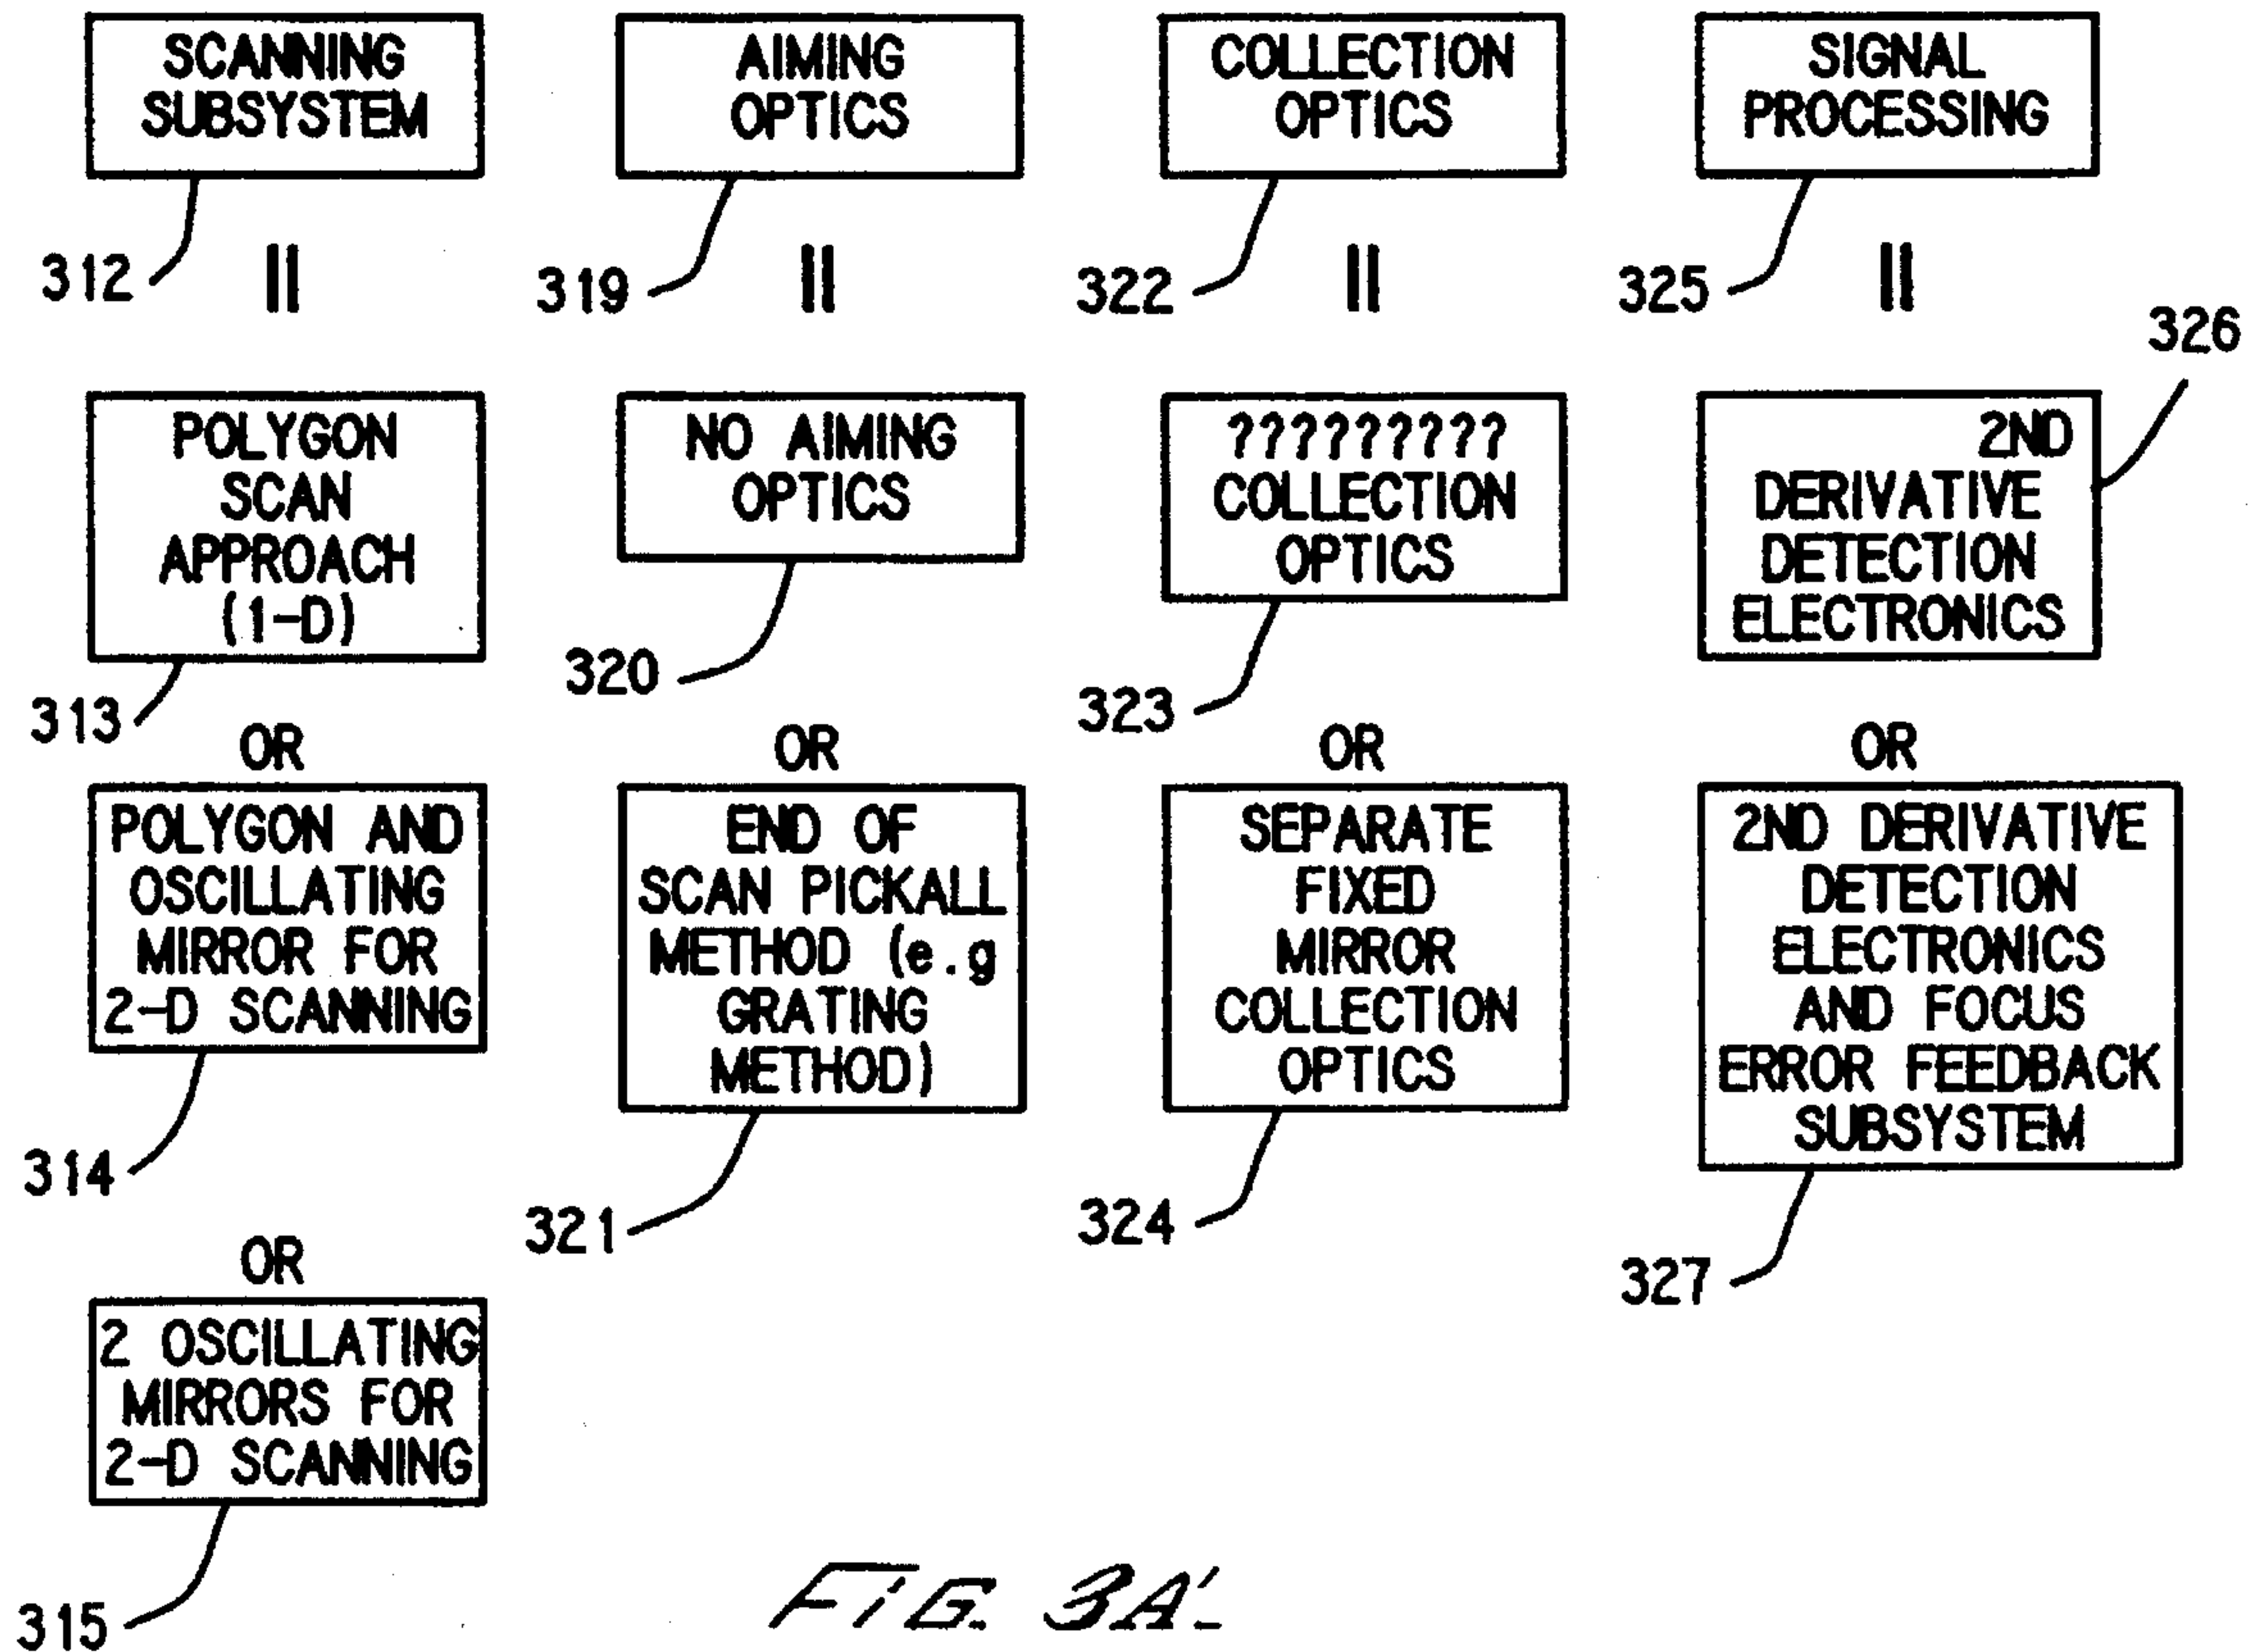 SCANNING
SUBSYSTEM
312
||
POLYGON
SCAN
APPROACH
(1-D)
313
OR
POLYGON AND
OSCILLATING
MIRROR FOR
2-D SCANNING
314
OR
2 OSCILLATING
MIRRORS FOR
2-D SCANNING
315
AIMING
OPTICS
319
||
NO AIMING
OPTICS
320
OR
END OF
SCAN PICKALL
METHOD (e.g
GRATING
METHOD)
321
COLLECTION
OPTICS
322
||
?????????
COLLECTION
OPTICS
323
OR
SEPARATE
FIXED
MIRROR
COLLECTION
OPTICS
324
SIGNAL
PROCESSING
325
||
326
2ND
DERIVATIVE
DETECTION
ELECTRONICS
OR
2ND DERIVATIVE
DETECTION
ELECTRONICS
AND FOCUS
ERROR FEEDBACK
SUBSYSTEM
327
FIG. 3A'